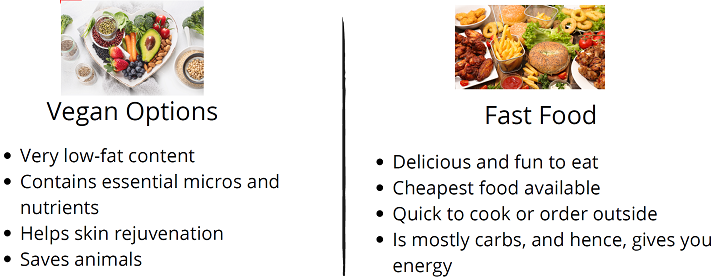 Vegan Options
• Very low-fat content
• Contains essential micros and
nutrients
• Helps skin rejuvenation
• Saves animals
Fast Food
• Delicious and fun to eat
• Cheapest food available
• Quick to cook or order outside
• Is mostly carbs, and hence, gives you
energy